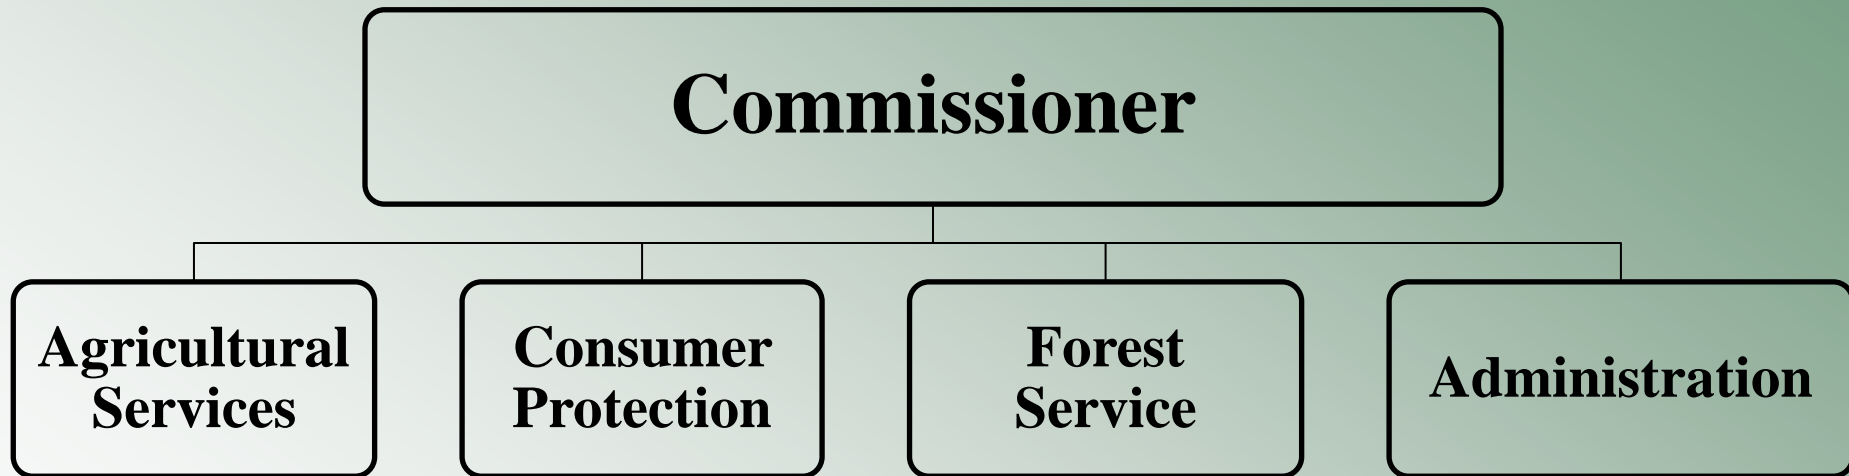 Commissioner
Agricultural
Services
Consumer
Protection
Forest
Service
Administration